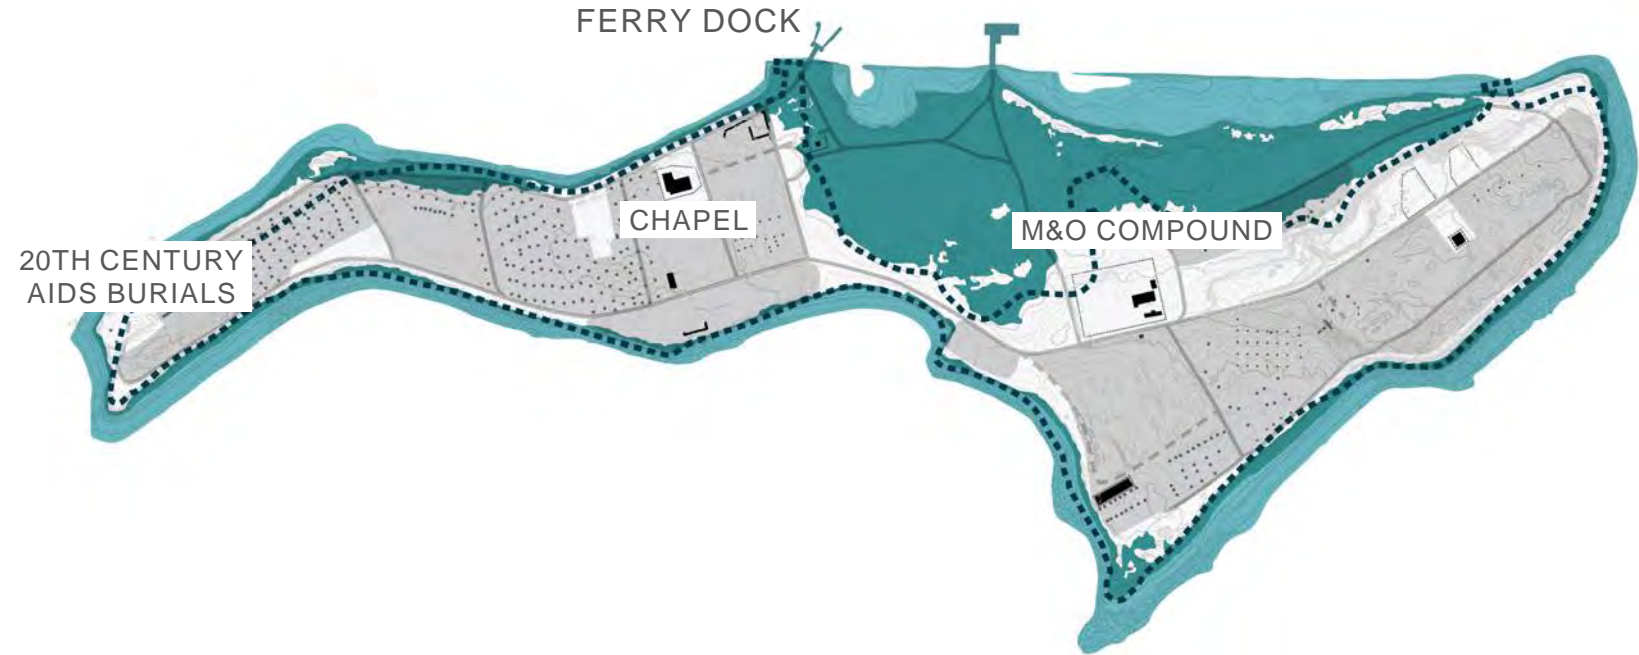 FERRY DOCK
CHAPEL
M&O COMPOUND
20TH CENTURY
AIDS BURIALS